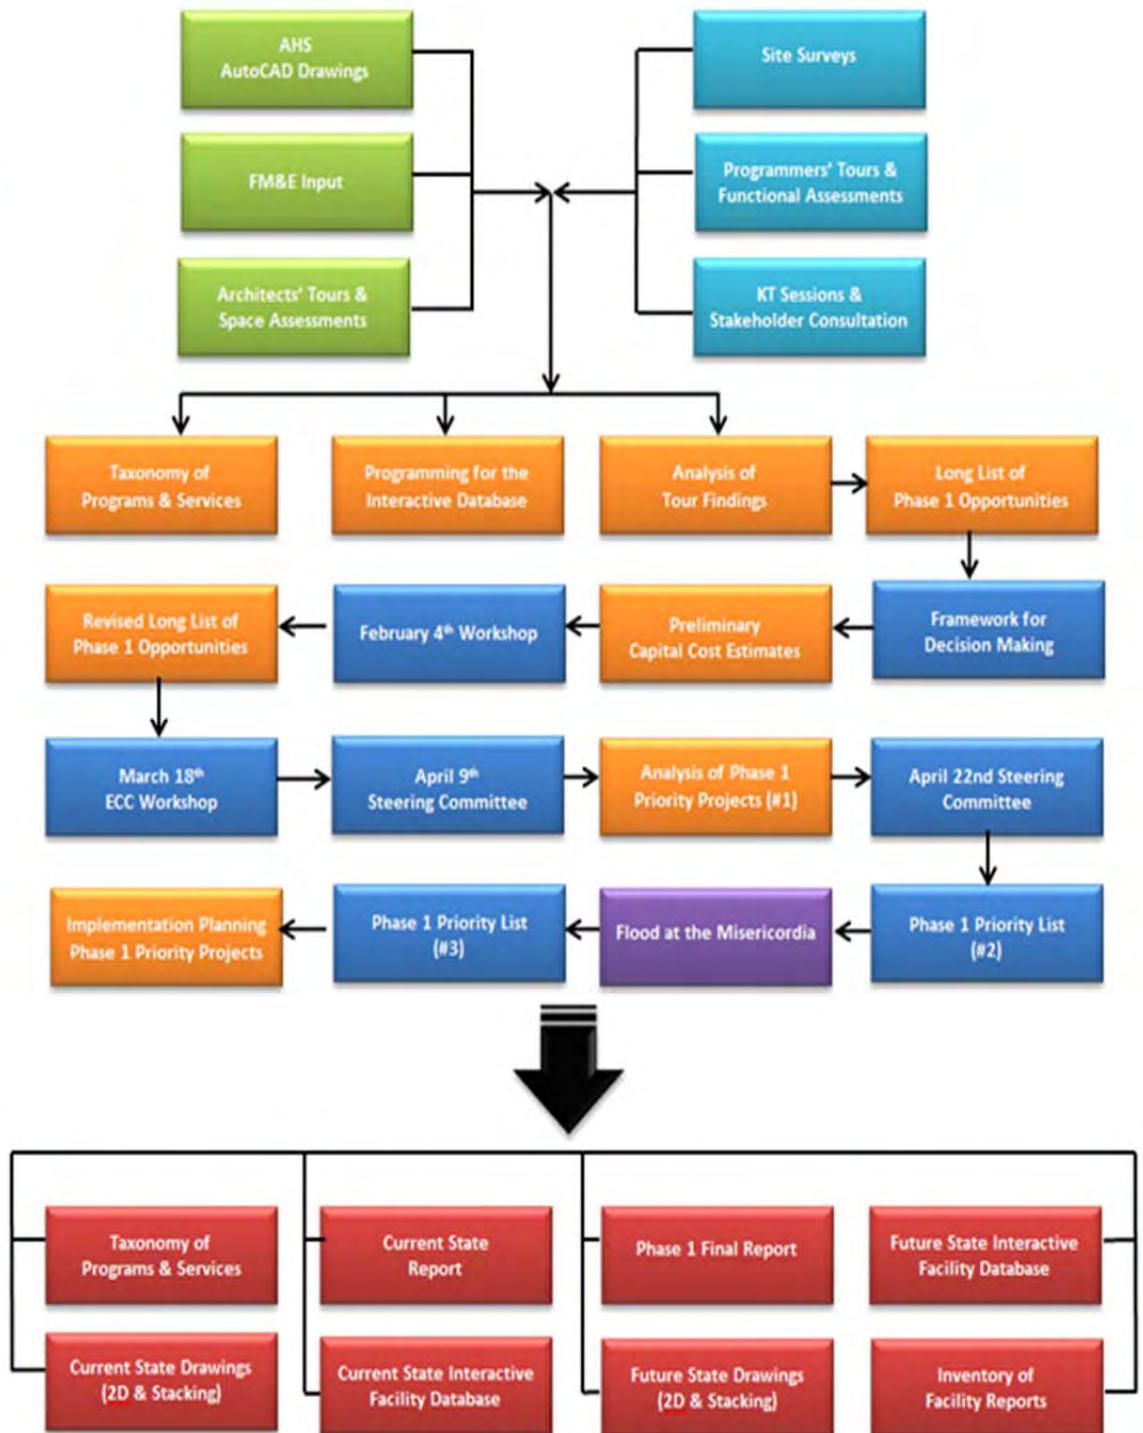 AHS
AutoCAD Drawings
Site Surveys
FM&E Input
Programmers' Tours &
Functional Assessments
Architects' Tours &
Space Assessments
KT Sessions &
Stakeholder Consultation
Taxonomy of
Programs & Services
Programming for the
Interactive Database
Analysis of
Tour Findings
Long List of
Phase 1 Opportunities
Revised Long List of
Phase 1 Opportunities
February 4th Workshop
Preliminary
Capital Cost Estimates
Framework for
Decision Making
March 18th
ECC Workshop
April 9th
Steering Committee
Analysis of Phase 1
Priority Projects (#1)
April 22nd Steering
Committee
Implementation Planning
Phase 1 Priority Projects
Phase 1 Priority List
(#3)
Flood at the Misericordia
Phase 1 Priority List
(#2)
Taxonomy of
Programs & Services
Current State
Report
Phase 1 Final Report
Future State Interactive
Facility Database
Current State Drawings
(2D & Stacking)
Current State Interactive
Facility Database
Future State Drawings
(2D & Stacking)
Inventory of
Facility Reports